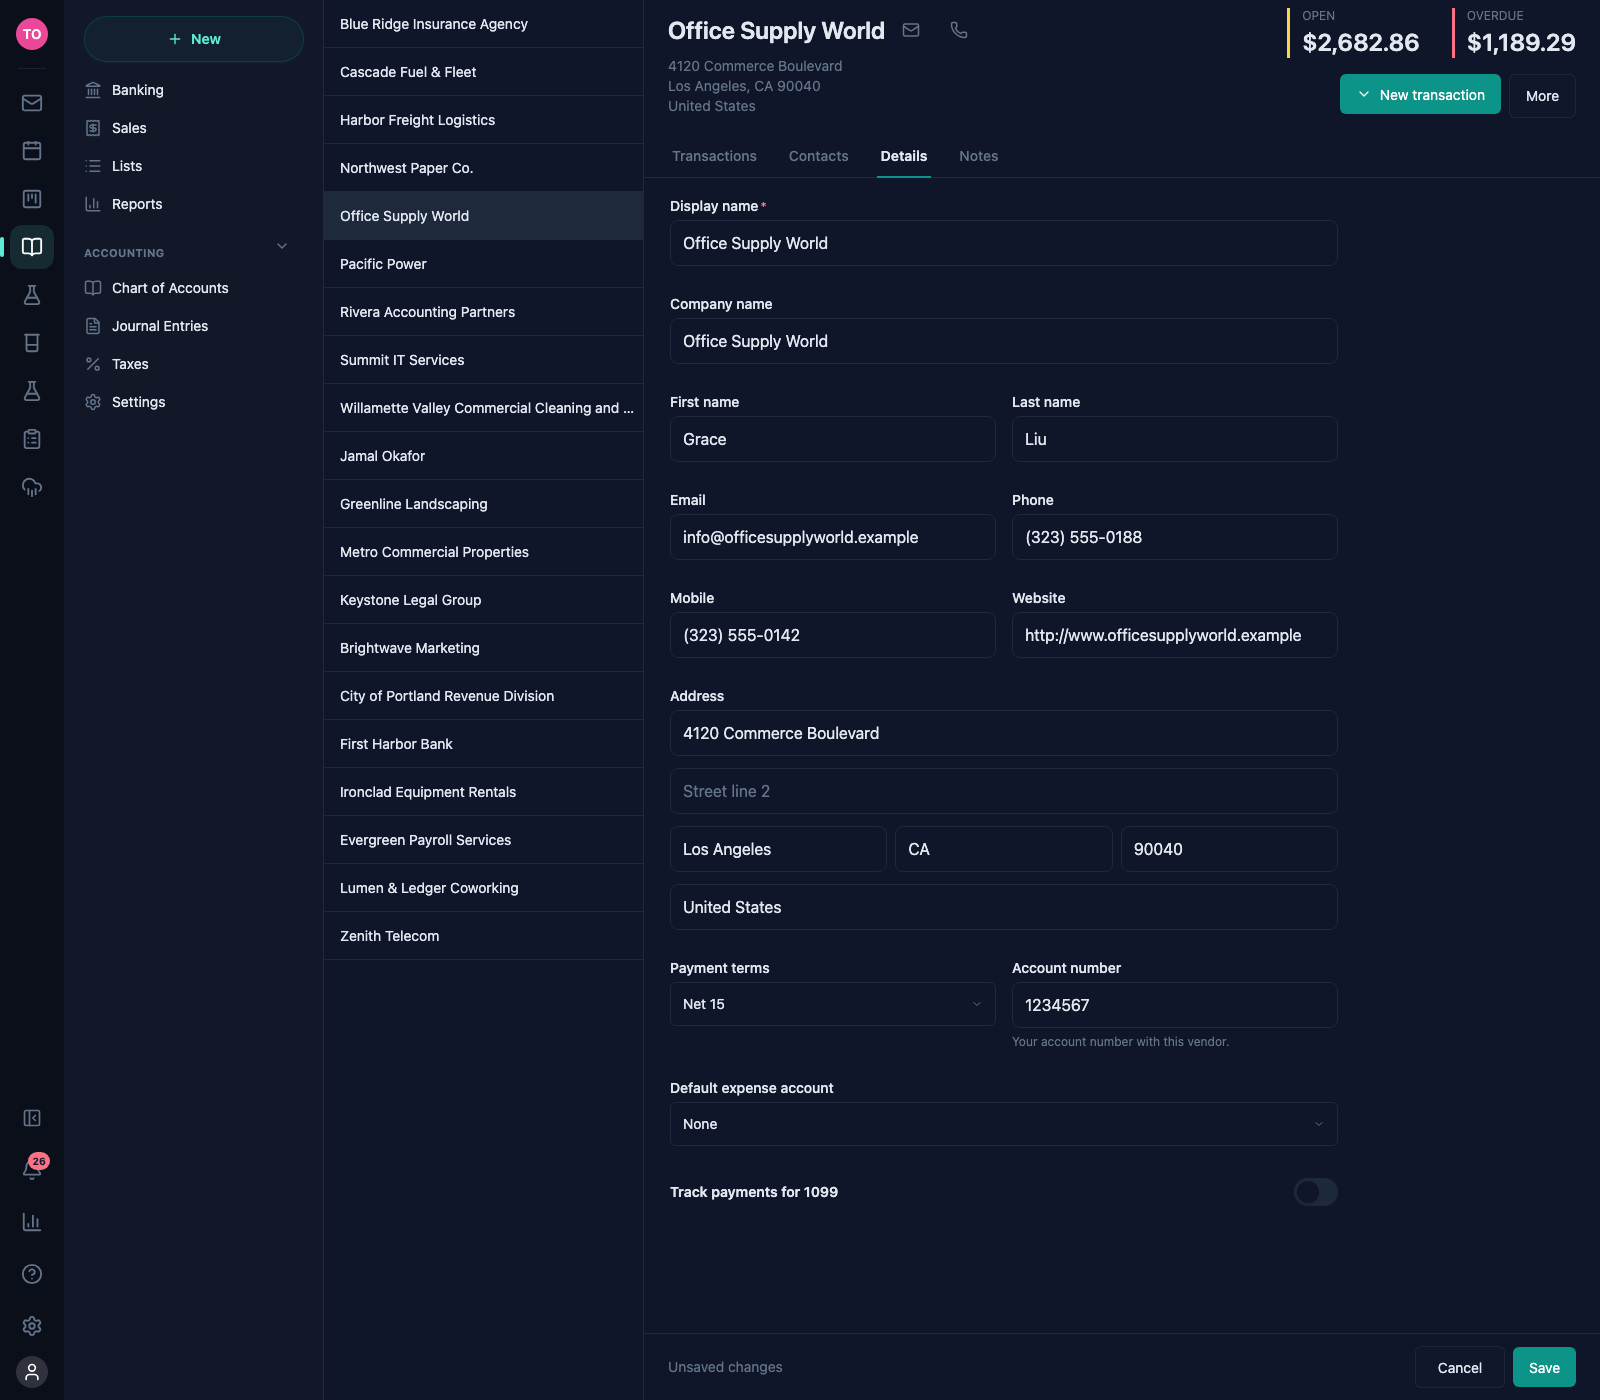 TO
26
New
Banking
Sales
Lists
Reports
ACCOUNTING
Chart of Accounts
Journal Entries
Taxes
Settings
Blue Ridge Insurance Agency
Cascade Fuel & Fleet
Harbor Freight Logistics
Northwest Paper Co.
Office Supply World
Pacific Power
Rivera Accounting Partners
Summit IT Services
Willamette Valley Commercial Cleaning and ...
Jamal Okafor
Greenline Landscaping
Metro Commercial Properties
Keystone Legal Group
Brightwave Marketing
City of Portland Revenue Division
First Harbor Bank
Ironclad Equipment Rentals
Evergreen Payroll Services
Lumen & Ledger Coworking
Zenith Telecom
Office Supply World
4120 Commerce Boulevard
Los Angeles, CA 90040
United States
OPEN
$2,682.86
OVERDUE
$1,189.29
New transaction
More
Transactions Contacts Details Notes
Display name*
Office Supply World
Company name
Office Supply World
First name Last name
Grace Liu
Email Phone
info@officesupplyworld.example (323) 555-0188
Mobile Website
(323) 555-0142 http://www.officesupplyworld.example
Address
4120 Commerce Boulevard
Street line 2
Los Angeles CA 90040
United States
Payment terms Account number
Net 15 1234567
Your account number with this vendor.
Default expense account
None
Track payments for 1099
Unsaved changes
Cancel Save